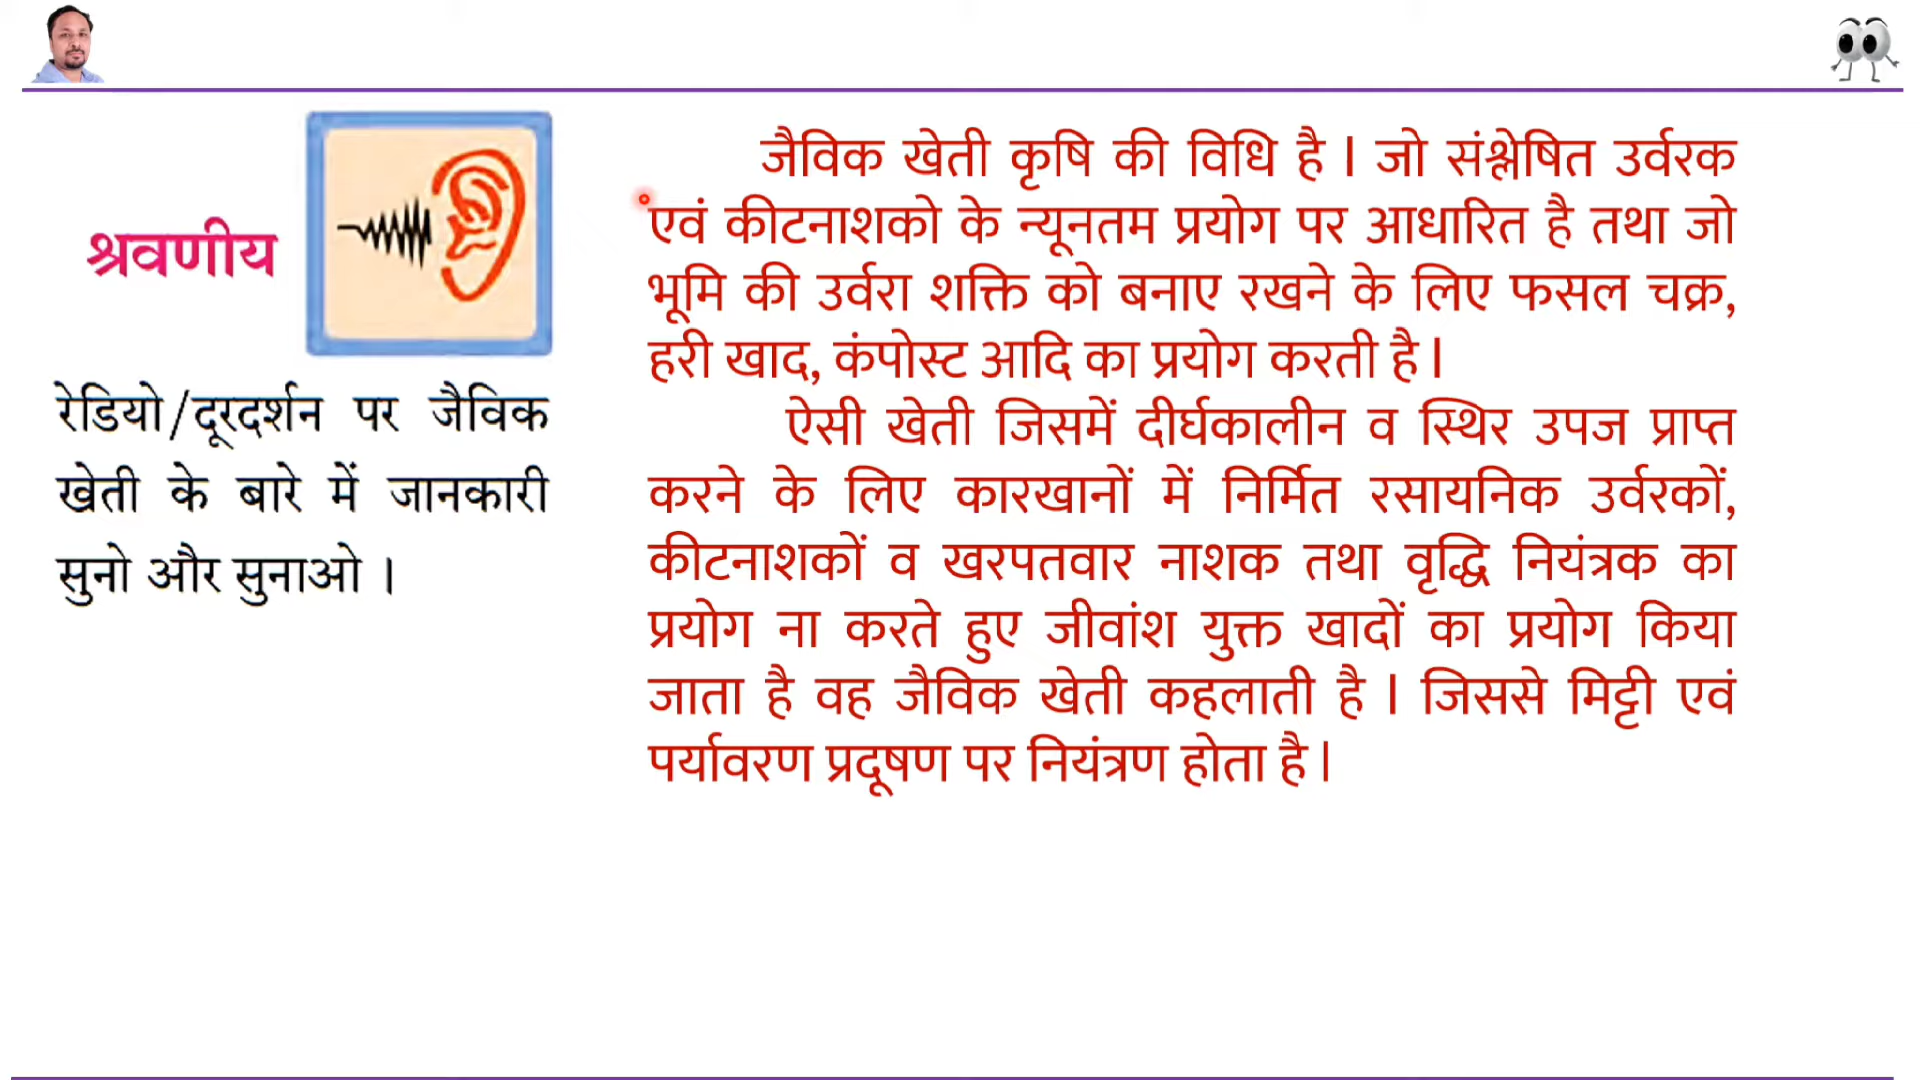 श्रवणीय
रेडियो/दूरदर्शन पर जैविक
खेती के बारे में जानकारी
सुनो और सुनाओ ।
जैविक खेती कृषि की विधि है । जो संश्लेषित उर्वरक
एवं कीटनाशको के न्यूनतम प्रयोग पर आधारित है तथा जो
भूमि की उर्वरा शक्ति को बनाए रखने के लिए फसल चक्र,
हरी खाद, कंपोस्ट आदि का प्रयोग करती है ।
ऐसी खेती जिसमें दीर्घकालीन व स्थिर उपज प्राप्त
करने के लिए कारखानों में निर्मित रसायनिक उर्वरकों,
कीटनाशकों व खरपतवार नाशक तथा वृद्धि नियंत्रक का
प्रयोग ना करते हुए जीवांश युक्त खादों का प्रयोग किया
जाता है वह जैविक खेती कहलाती है । जिससे मिट्टी एवं
पर्यावरण प्रदूषण पर नियंत्रण होता है ।